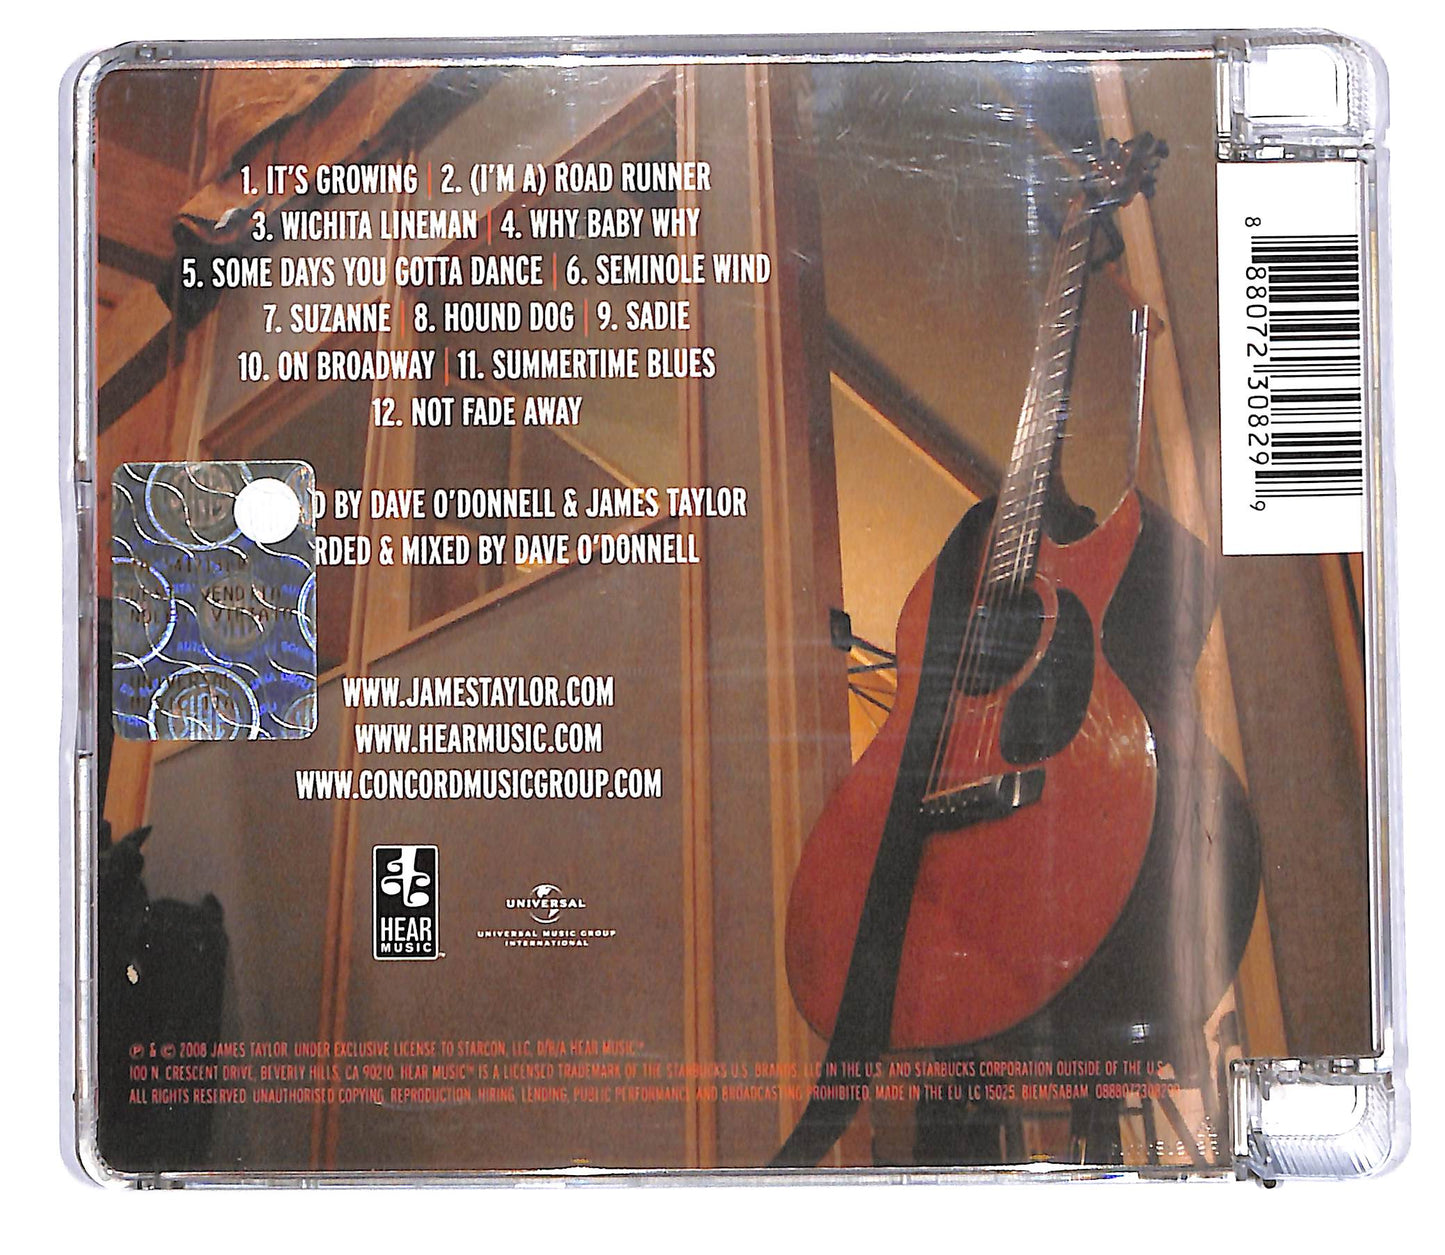 1. IT'S GROWING | 2. (I'M A) ROAD RUNNER
3. WICHITA LINEMAN | 4. WHY BABY WHY
5. SOME DAYS YOU GOTTA DANCE | 6. SEMINOLE WIND
7. SUZANNE | 8. HOUND DOG | 9. SADIE
10. ON BROADWAY | 11. SUMMERTIME BLUES
12. NOT FADE AWAY
D BY DAVE O'DONNELL & JAMES TAYLOR
RDED & MIXED BY DAVE O'DONNELL
WWW.JAMESTAYLOR.COM
WWW.HEARMUSIC.COM
WWW.CONCORDMUSICGROUP.COM
HEAR
MUSIC™
UNIVERSAL
UNIVERSAL MUSIC GROUP
INTERNATIONAL
℗ & © 2008 JAMES TAYLOR, UNDER EXCLUSIVE LICENSE TO STARCON, LLC, D/B/A HEAR MUSIC™
100 N. CRESCENT DRIVE, BEVERLY HILLS, CA 90210. HEAR MUSIC™ IS A LICENSED TRADEMARK OF THE STARBUCKS U.S. BRANDS, LLC IN THE U.S. AND STARBUCKS CORPORATION OUTSIDE OF THE U.S.
ALL RIGHTS RESERVED. UNAUTHORISED COPYING, REPRODUCTION, HIRING, LENDING, PUBLIC PERFORMANCE AND BROADCASTING PROHIBITED. MADE IN THE EU. LC 15025. BIEM/SABAM. 0888072308299
8 88072 30829 9